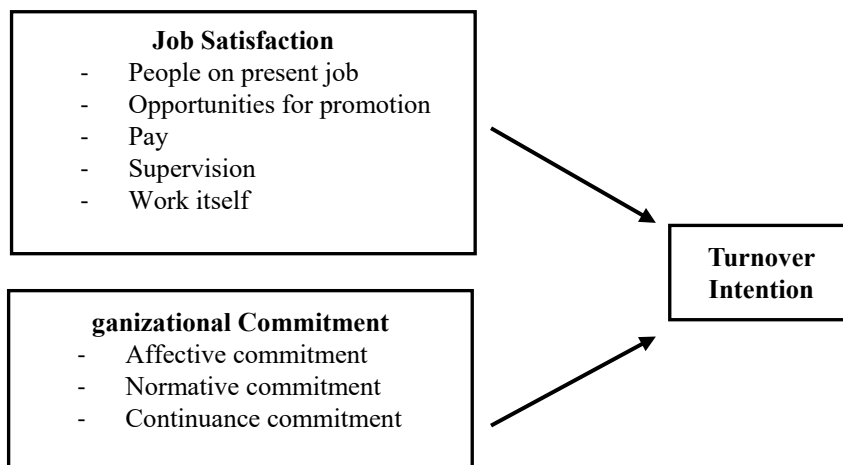 Job Satisfaction
- People on present job
- Opportunities for promotion
- Pay
- Supervision
- Work itself
Turnover
Intention
ganizational Commitment
- Affective commitment
- Normative commitment
- Continuance commitment